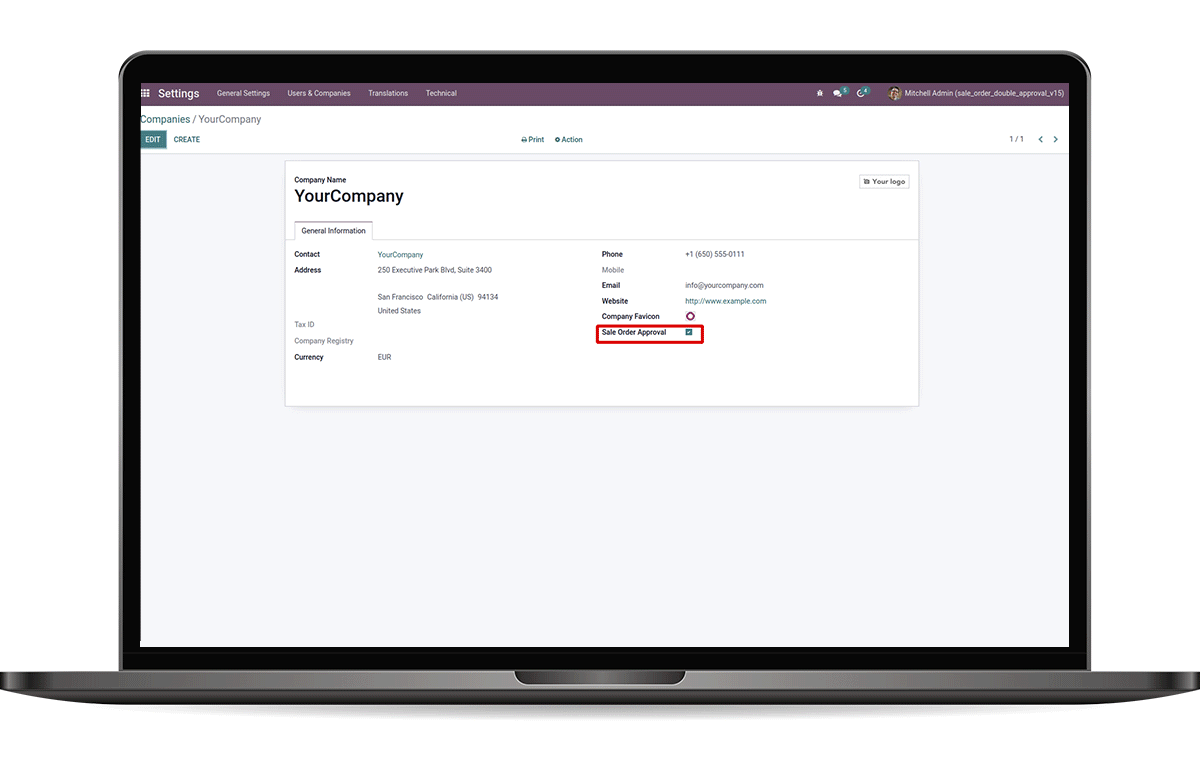 Settings General Settings Users & Companies Translations Technical 5 4 Mitchell Admin (sale_order_double_approval_v15)
Companies / YourCompany
EDIT CREATE Print Action 1 / 1
Company Name
YourCompany
Your logo
General Information
Contact YourCompany Phone +1 (650) 555-0111
Address 250 Executive Park Blvd, Suite 3400 Mobile
Email info@yourcompany.com
San Francisco California (US) 94134 Website http://www.example.com
United States
Company Favicon
Tax ID
Sale Order Approval
Company Registry
Currency EUR